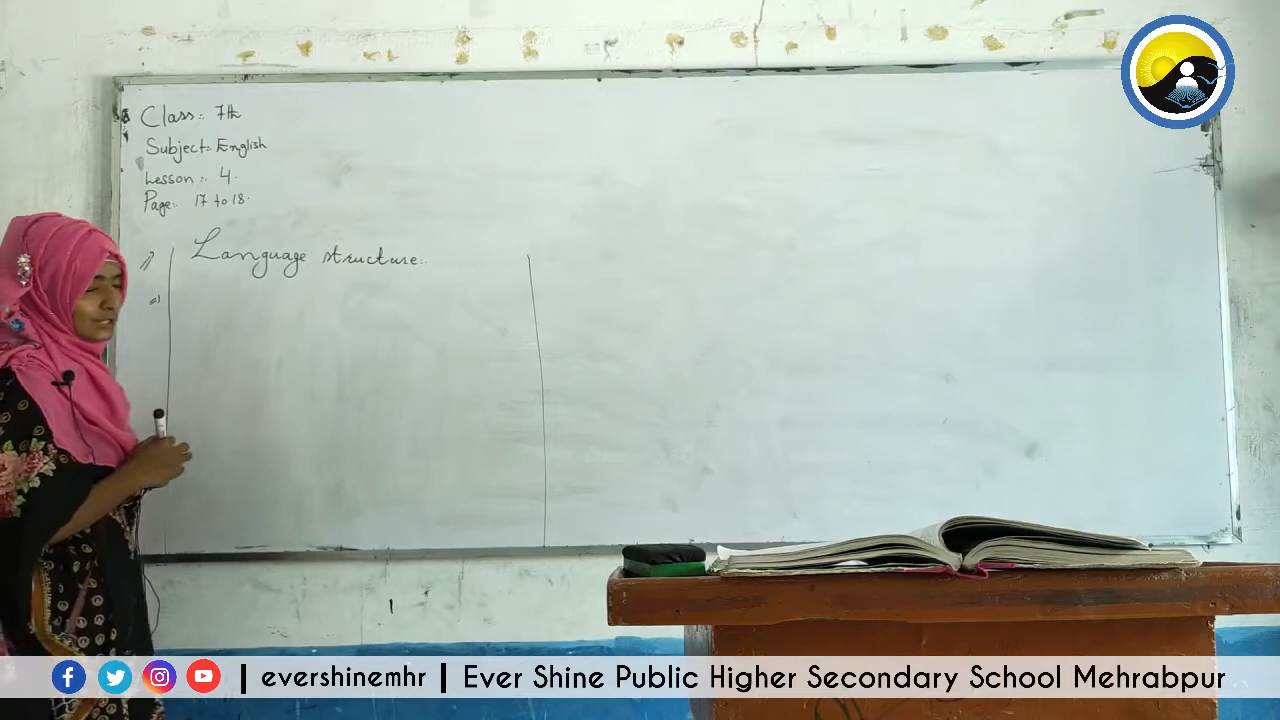 Class:- 7th
Subject:- English
Lesson :- 4.
Page:- 17 to 18.
Language structure:-
| evershinemhr | Ever Shine Public Higher Secondary School Mehrabpur